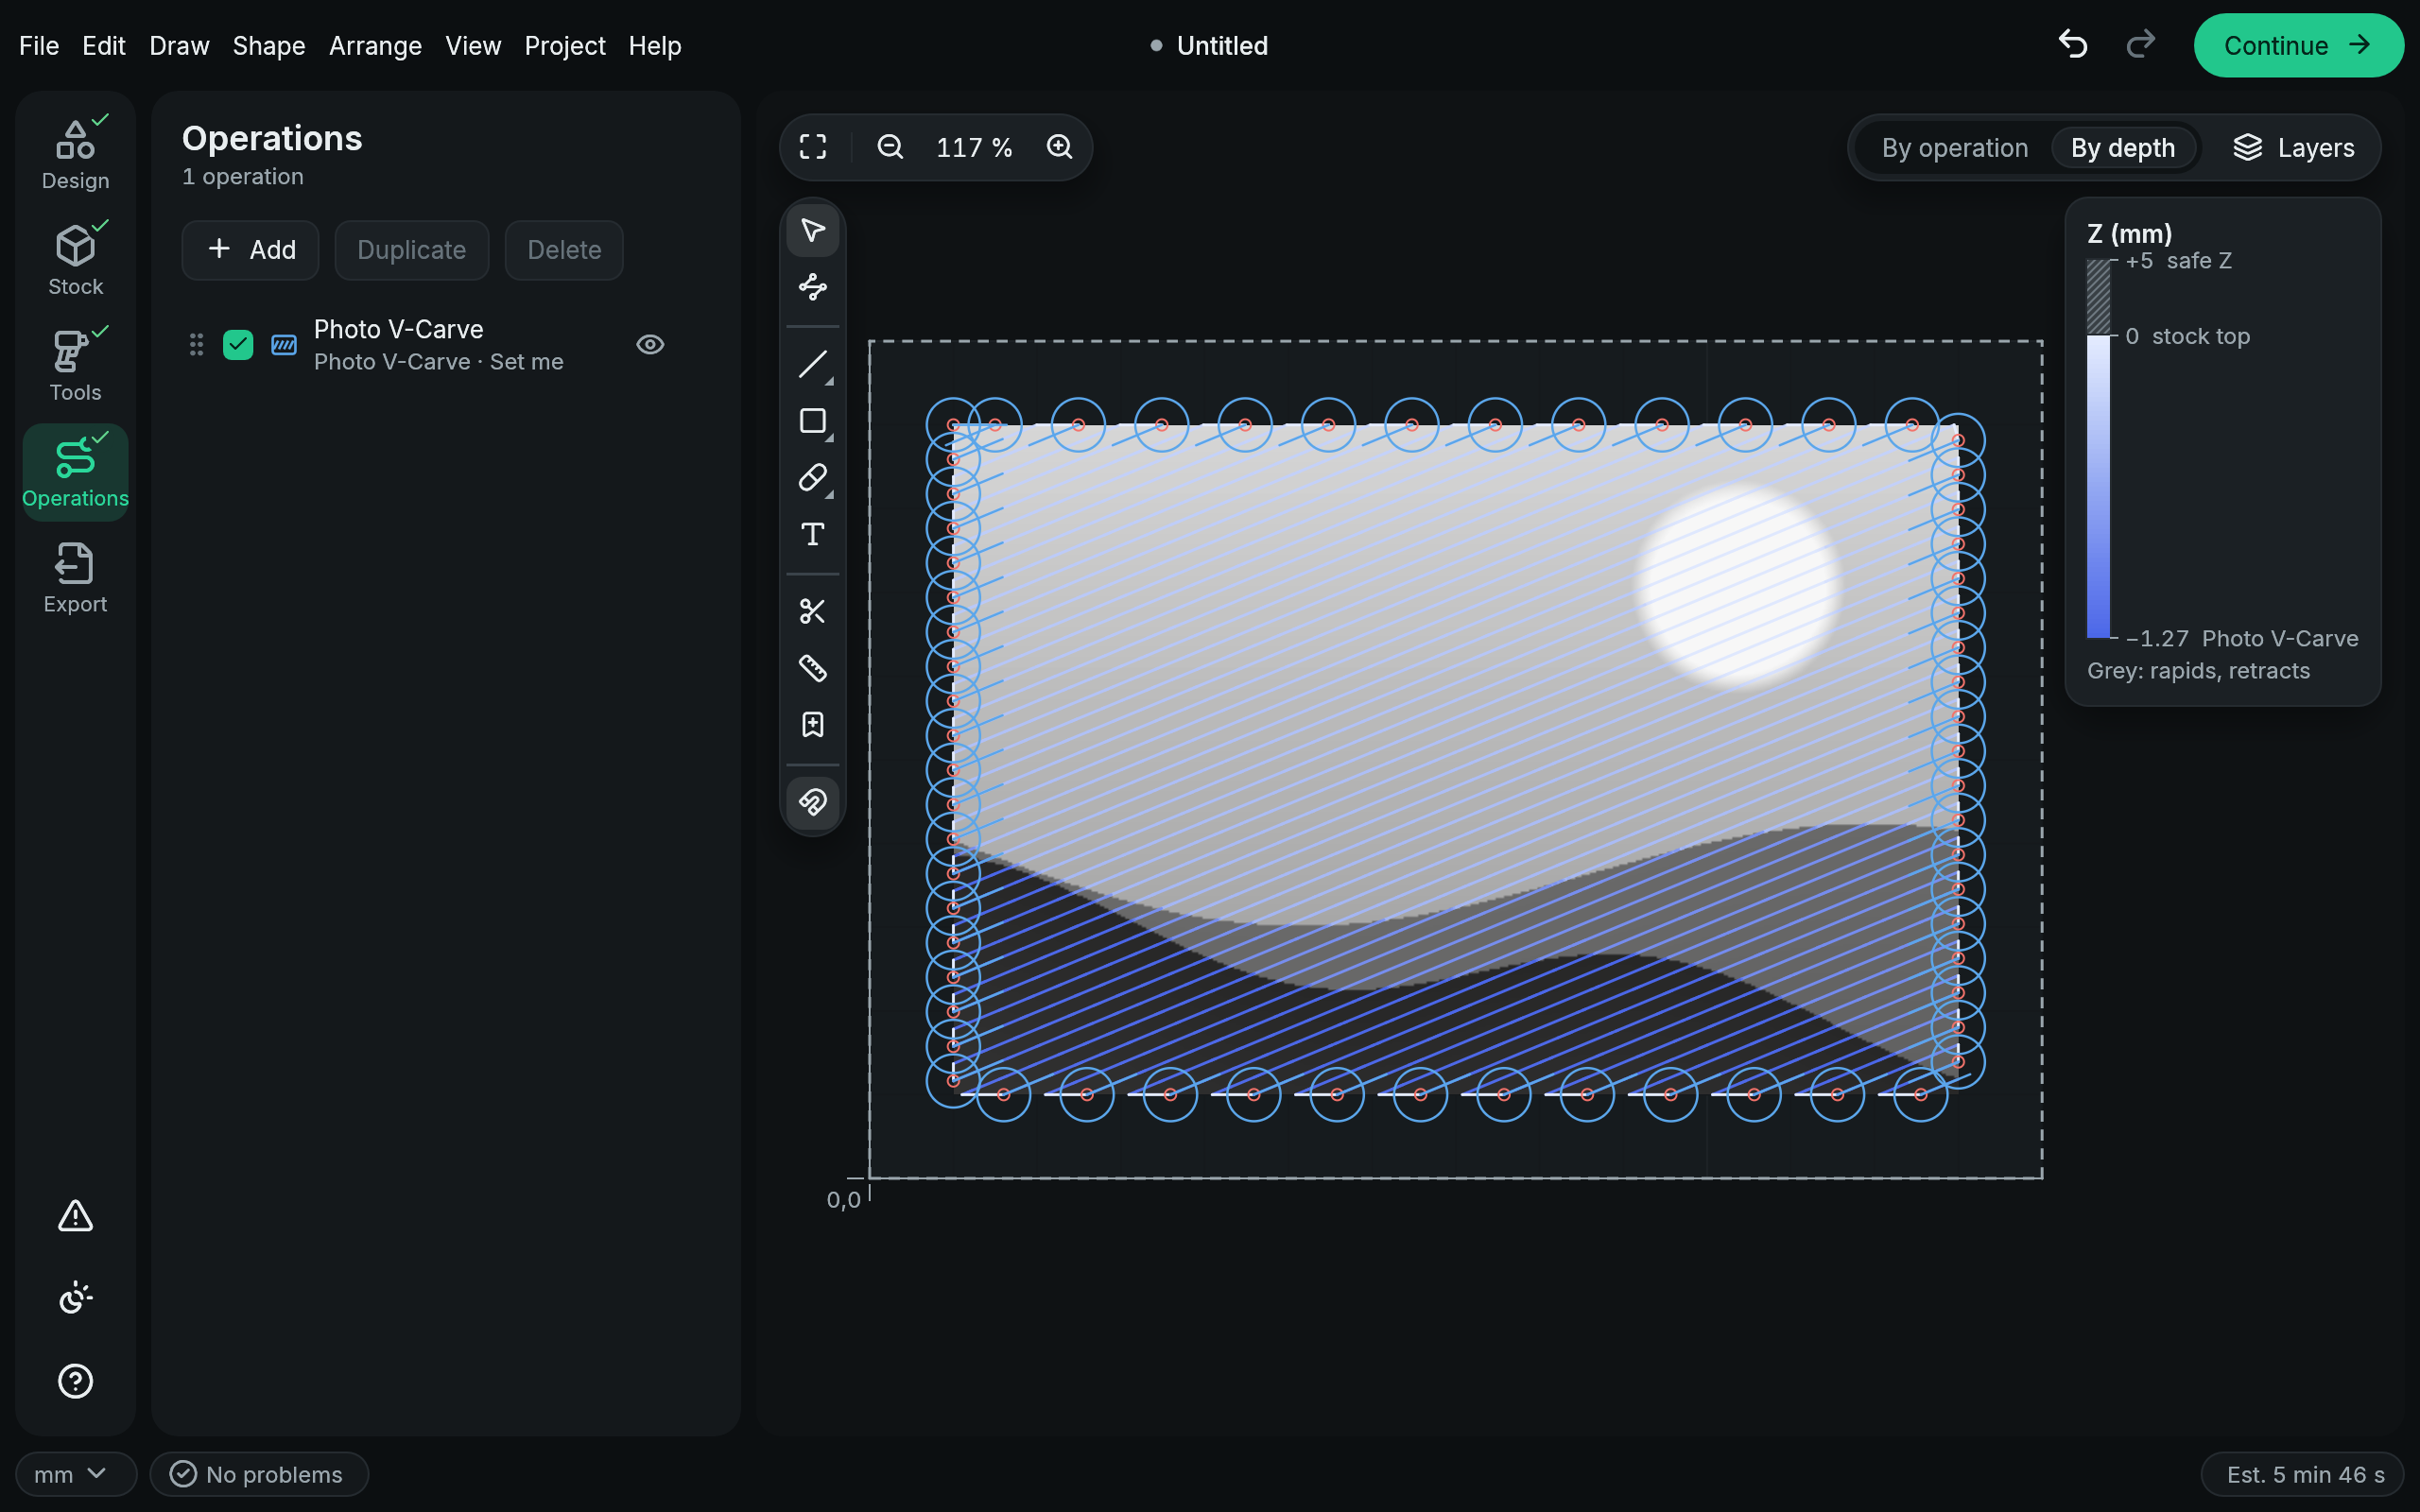 File Edit Draw Shape Arrange View Project Help
Untitled
Continue
Design
Stock
Tools
Operations
Export
Operations
1 operation
Add
Duplicate
Delete
Photo V-Carve
Photo V-Carve · Set me
117 %
By operation
By depth
Layers
Z (mm)
+5 safe Z
0 stock top
−1.27 Photo V-Carve
Grey: rapids, retracts
0,0
mm
No problems
Est. 5 min 46 s